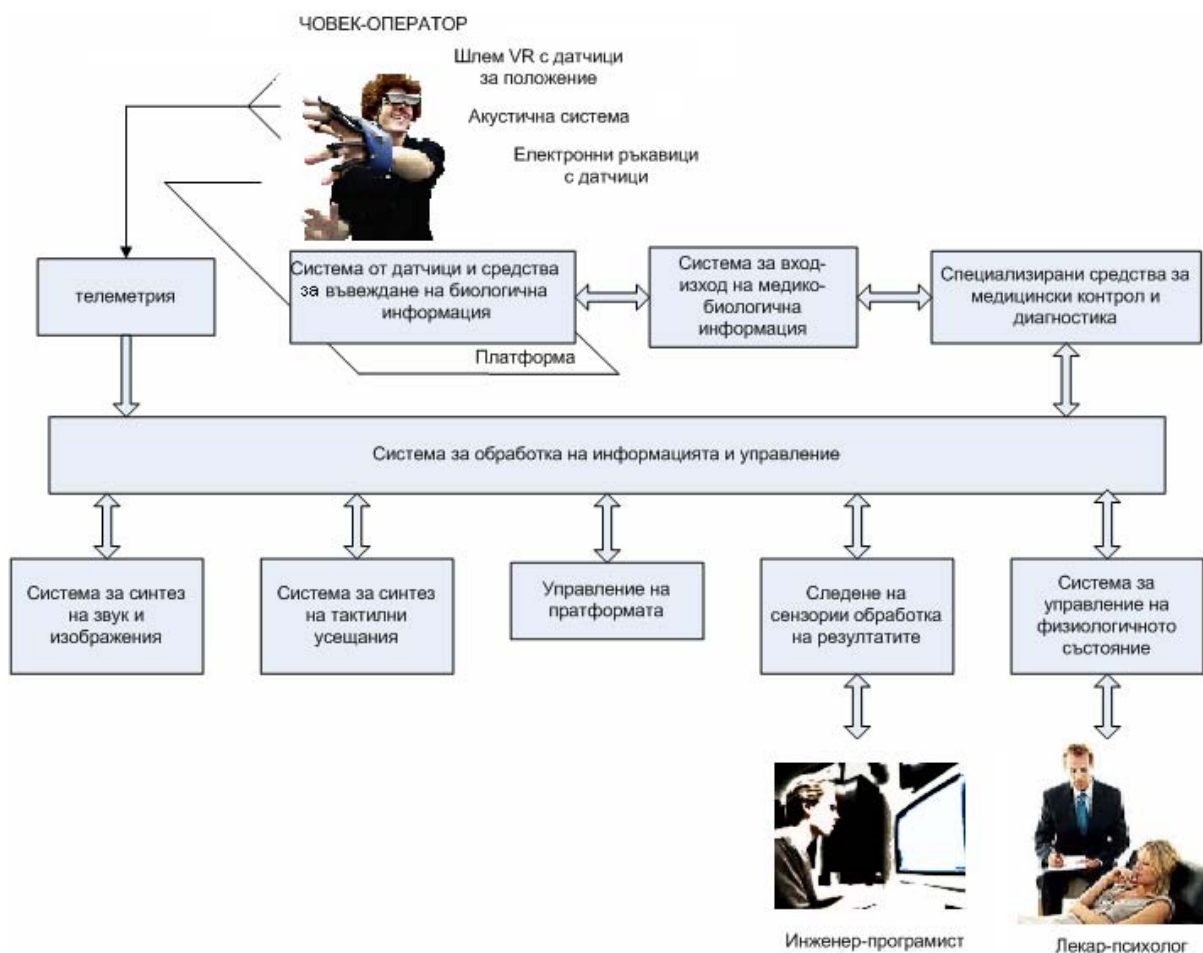 ЧОВЕК-ОПЕРАТОР
Шлем VR с датчици
за положение
Акустична система
Електронни ръкавици
с датчици
телеметрия
Система от датчици и средства
за въвеждане на биологична
информация
Система за вход-
изход на медико-
биологична
информация
Специализирани средства за
медицински контрол и
диагностика
Платформа
Система за обработка на информацията и управление
Система за синтез
на звук и
изображения
Система за синтез
на тактилни
усещания
Управление на
пратформата
Следене на
сензории обработка
на резултатите
Система за
управление на
физиологичното
състояние
Инженер-програмист
Лекар-психолог